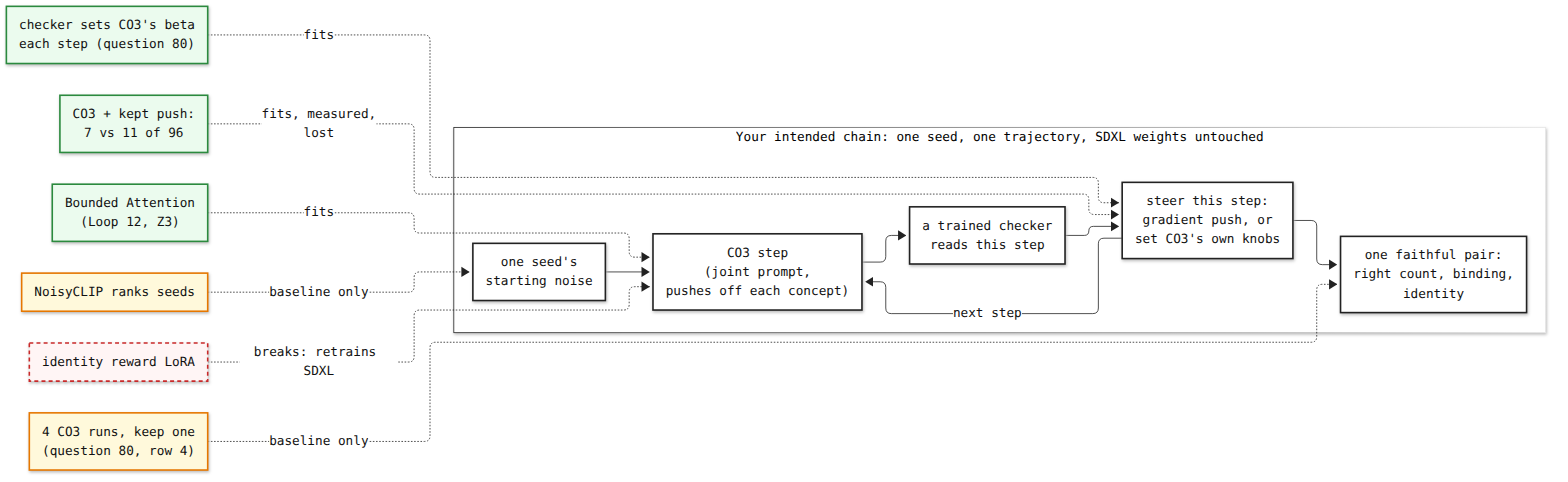 checker sets CO3's beta
each step (question 80)
fits
CO3 + kept push:
7 vs 11 of 96
fits, measured,
lost
Bounded Attention
(Loop 12, Z3)
fits
NoisyCLIP ranks seeds
baseline only
identity reward LoRA
breaks: retrains
SDXL
4 CO3 runs, keep one
(question 80, row 4)
baseline only
Your intended chain: one seed, one trajectory, SDXL weights untouched
one seed's
starting noise
CO3 step
(joint prompt,
pushes off each concept)
a trained checker
reads this step
steer this step:
gradient push, or
set CO3's own knobs
next step
one faithful pair:
right count, binding,
identity